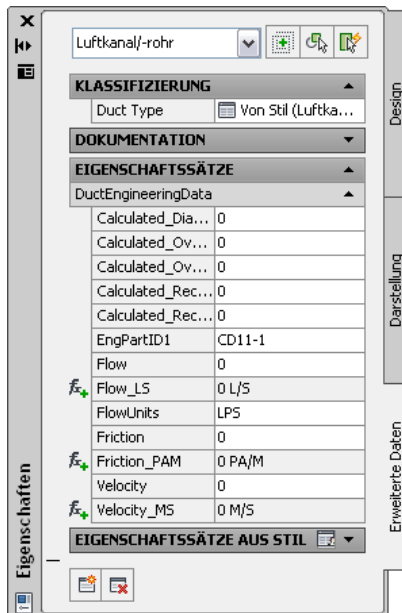 Luftkanal/-rohr
KLASSIFIZIERUNG
Duct Type Von Stil (Luftka...
DOKUMENTATION
EIGENSCHAFTSSÄTZE
DuctEngineeringData
Calculated_Dia... 0
Calculated_Ov... 0
Calculated_Ov... 0
Calculated_Rec... 0
Calculated_Rec... 0
EngPartID1 CD11-1
Flow 0
Flow_LS 0 L/S
FlowUnits LPS
Friction 0
Friction_PAM 0 PA/M
Velocity 0
Velocity_MS 0 M/S
EIGENSCHAFTSSÄTZE AUS STIL
Eigenschaften
Design
Darstellung
Erweiterte Daten